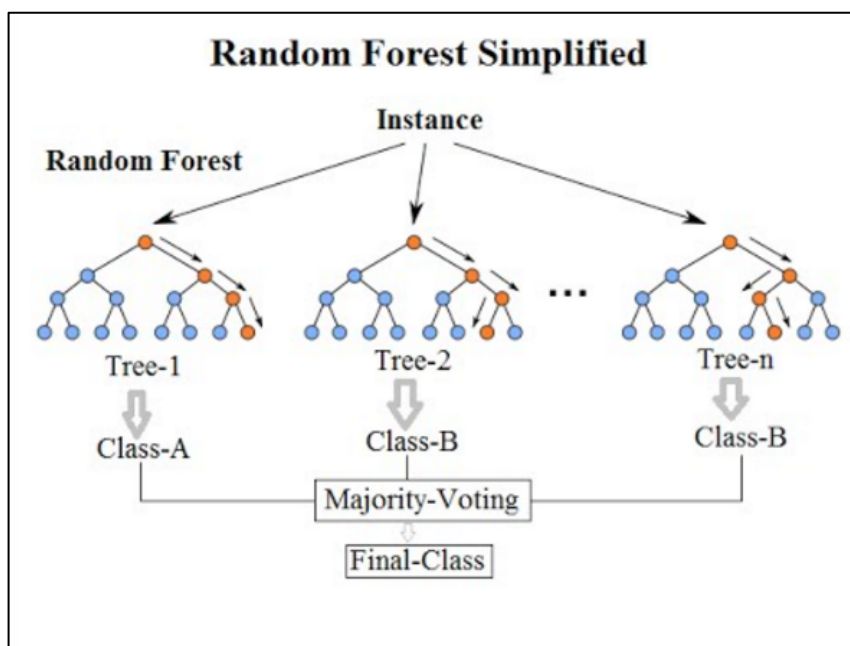 Random Forest Simplified
Instance
Random Forest
...
Tree-1
Tree-2
Tree-n
Class-A
Class-B
Class-B
Majority-Voting
Final-Class